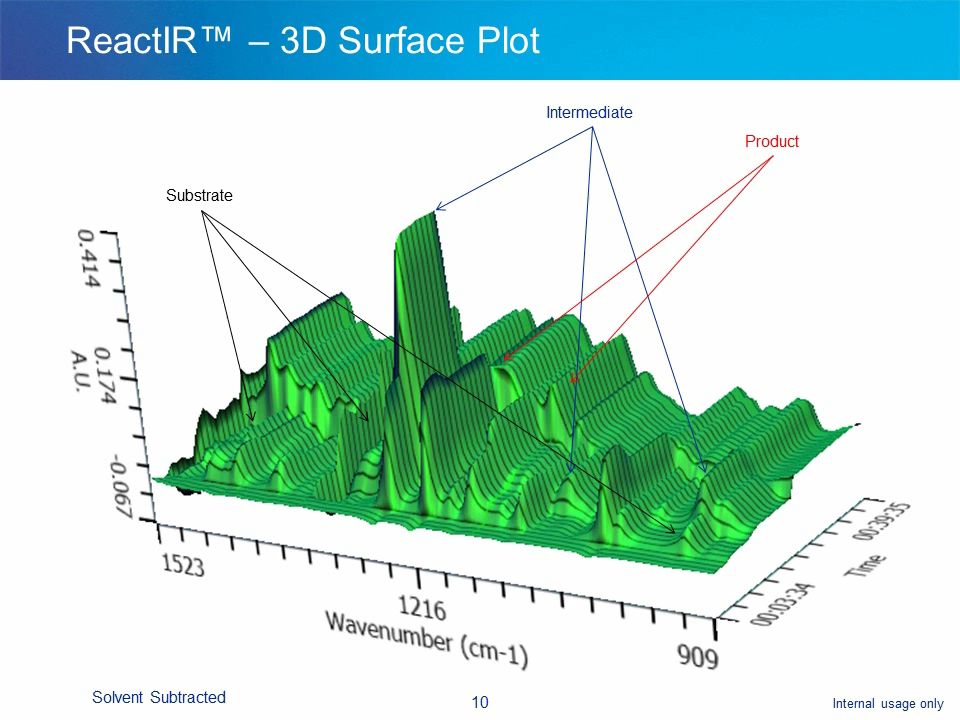 ReactIR™ – 3D Surface Plot
Intermediate
Product
Substrate
0.414
0.174
A.U.
-0.067
1523
1216
909
Wavenumber (cm-1)
00:03:34
00:39:35
Time
Solvent Subtracted
10
Internal usage only